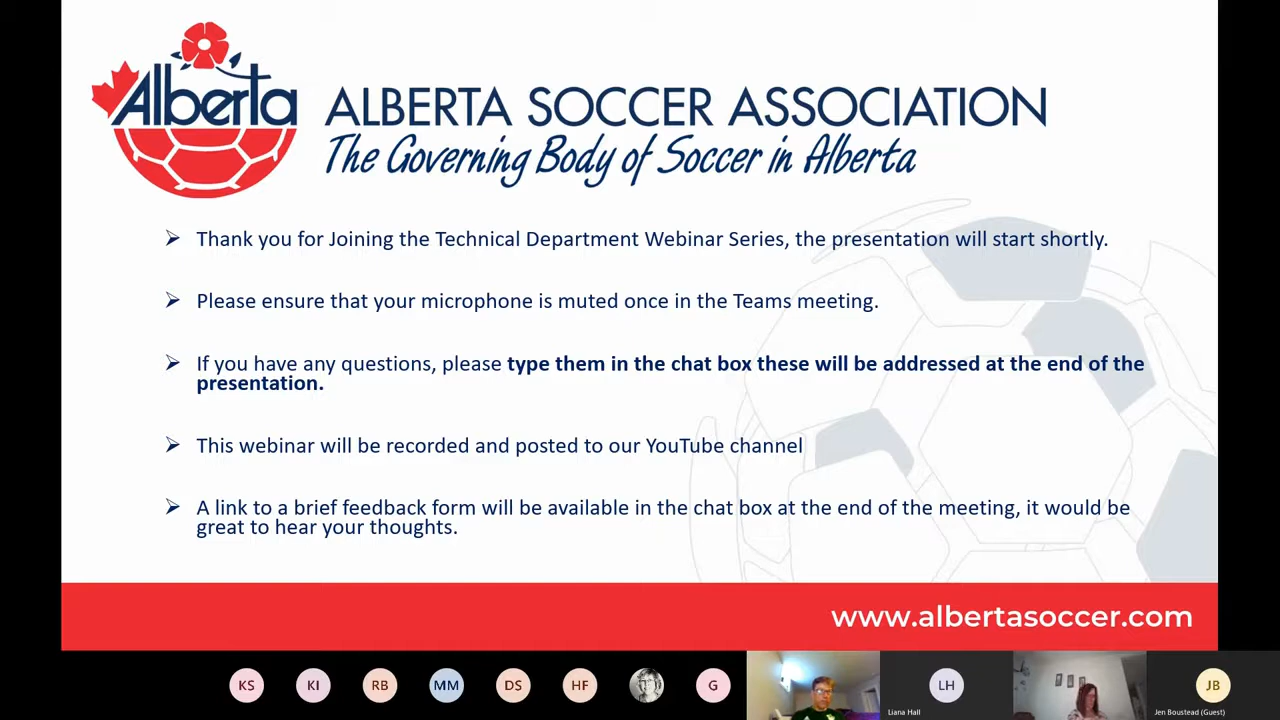 Alberta
ALBERTA SOCCER ASSOCIATION
The Governing Body of Soccer in Alberta
Thank you for Joining the Technical Department Webinar Series, the presentation will start shortly.
Please ensure that your microphone is muted once in the Teams meeting.
If you have any questions, please type them in the chat box these will be addressed at the end of the
presentation.
This webinar will be recorded and posted to our YouTube channel
A link to a brief feedback form will be available in the chat box at the end of the meeting, it would be
great to hear your thoughts.
www.albertasoccer.com
KS KI RB MM DS HF G LH JB
Liana Hall Jen Boustead (Guest)